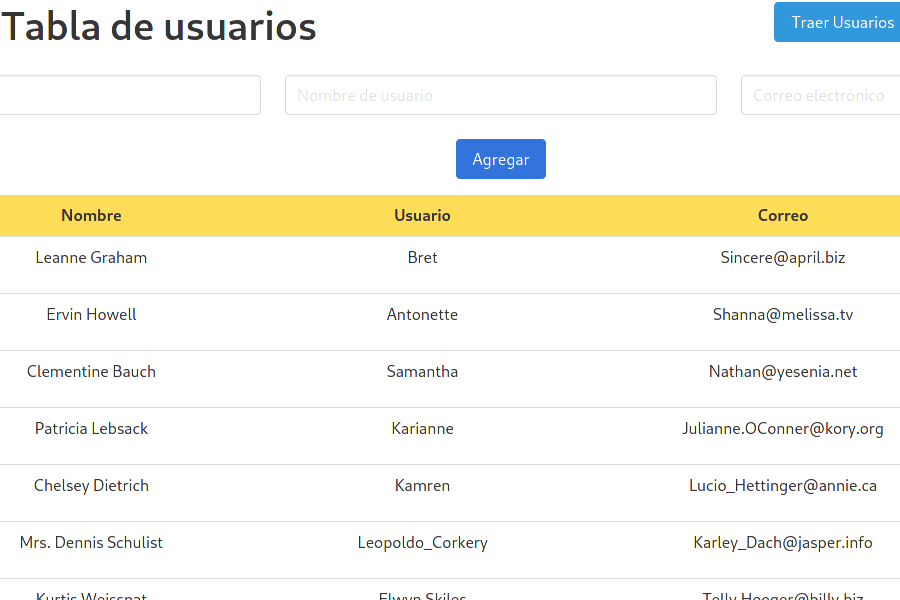 Tabla de usuarios
Traer Usuarios
Nombre de usuario
Correo electrónico
Agregar
Nombre Usuario Correo
Leanne Graham Bret Sincere@april.biz
Ervin Howell Antonette Shanna@melissa.tv
Clementine Bauch Samantha Nathan@yesenia.net
Patricia Lebsack Karianne Julianne.OConner@kory.org
Chelsey Dietrich Kamren Lucio_Hettinger@annie.ca
Mrs. Dennis Schulist Leopoldo_Corkery Karley_Dach@jasper.info
Kurtis Weissnat Elwyn.Skiles Telly.Hoeger@billy.biz